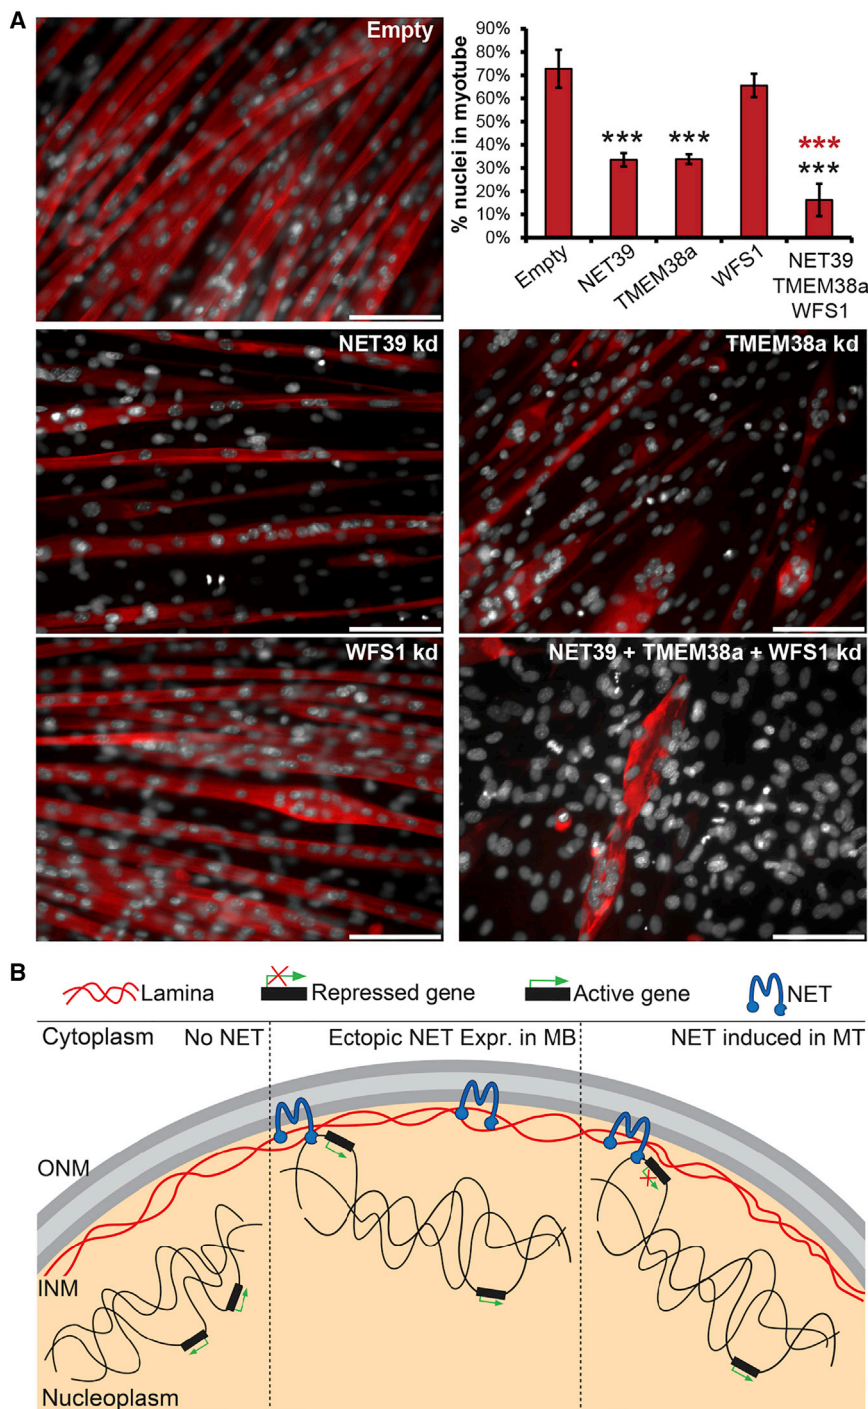 A
Empty
% nuclei in myotube
90%
80%
70%
60%
50%
40%
30%
20%
10%
0%
*** *** ***
***
Empty
NET39
TMEM38a
WFS1
NET39
TMEM38a
WFS1
NET39 kd
TMEM38a kd
WFS1 kd
NET39 + TMEM38a + WFS1 kd
B
Lamina Repressed gene Active gene NET
Cytoplasm No NET Ectopic NET Expr. in MB NET induced in MT
ONM
INM
Nucleoplasm